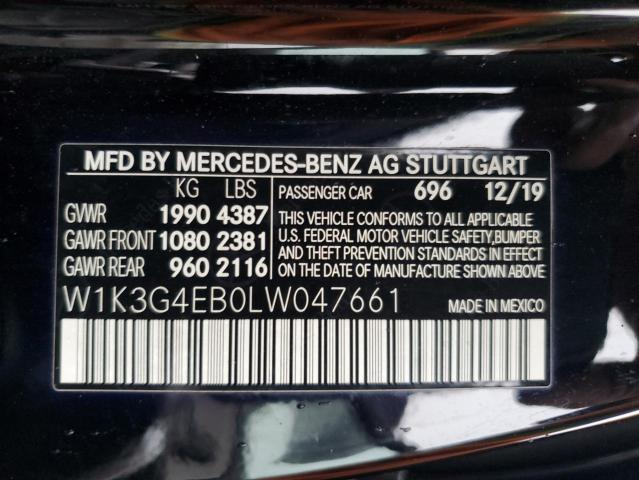 MFD BY MERCEDES-BENZ AG STUTTGART
KG LBS
GVWR 1990 4387
GAWR FRONT 1080 2381
GAWR REAR 960 2116
PASSENGER CAR 696 12/19
THIS VEHICLE CONFORMS TO ALL APPLICABLE
U.S. FEDERAL MOTOR VEHICLE SAFETY,BUMPER
AND THEFT PREVENTION STANDARDS IN EFFECT
ON THE DATE OF MANUFACTURE SHOWN ABOVE.
W1K3G4EB0LW047661
MADE IN MEXICO